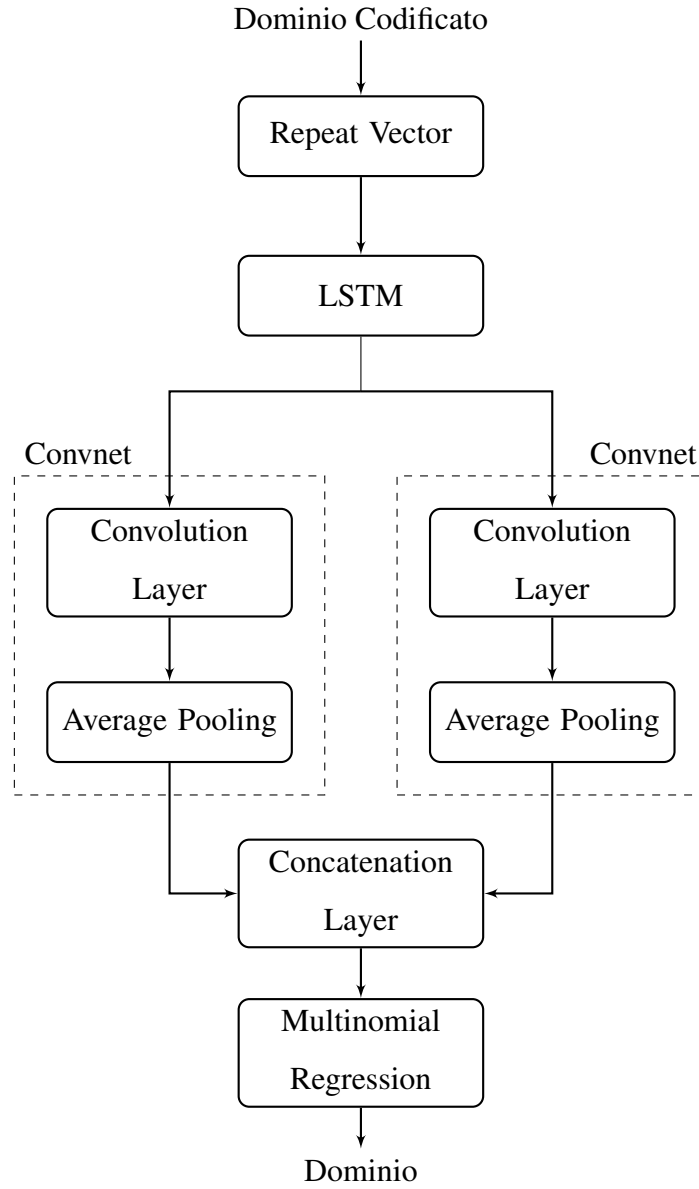 Dominio Codificato
Repeat Vector
LSTM
Convnet
Convnet
Convolution
Layer
Average Pooling
Convolution
Layer
Average Pooling
Concatenation
Layer
Multinomial
Regression
Dominio